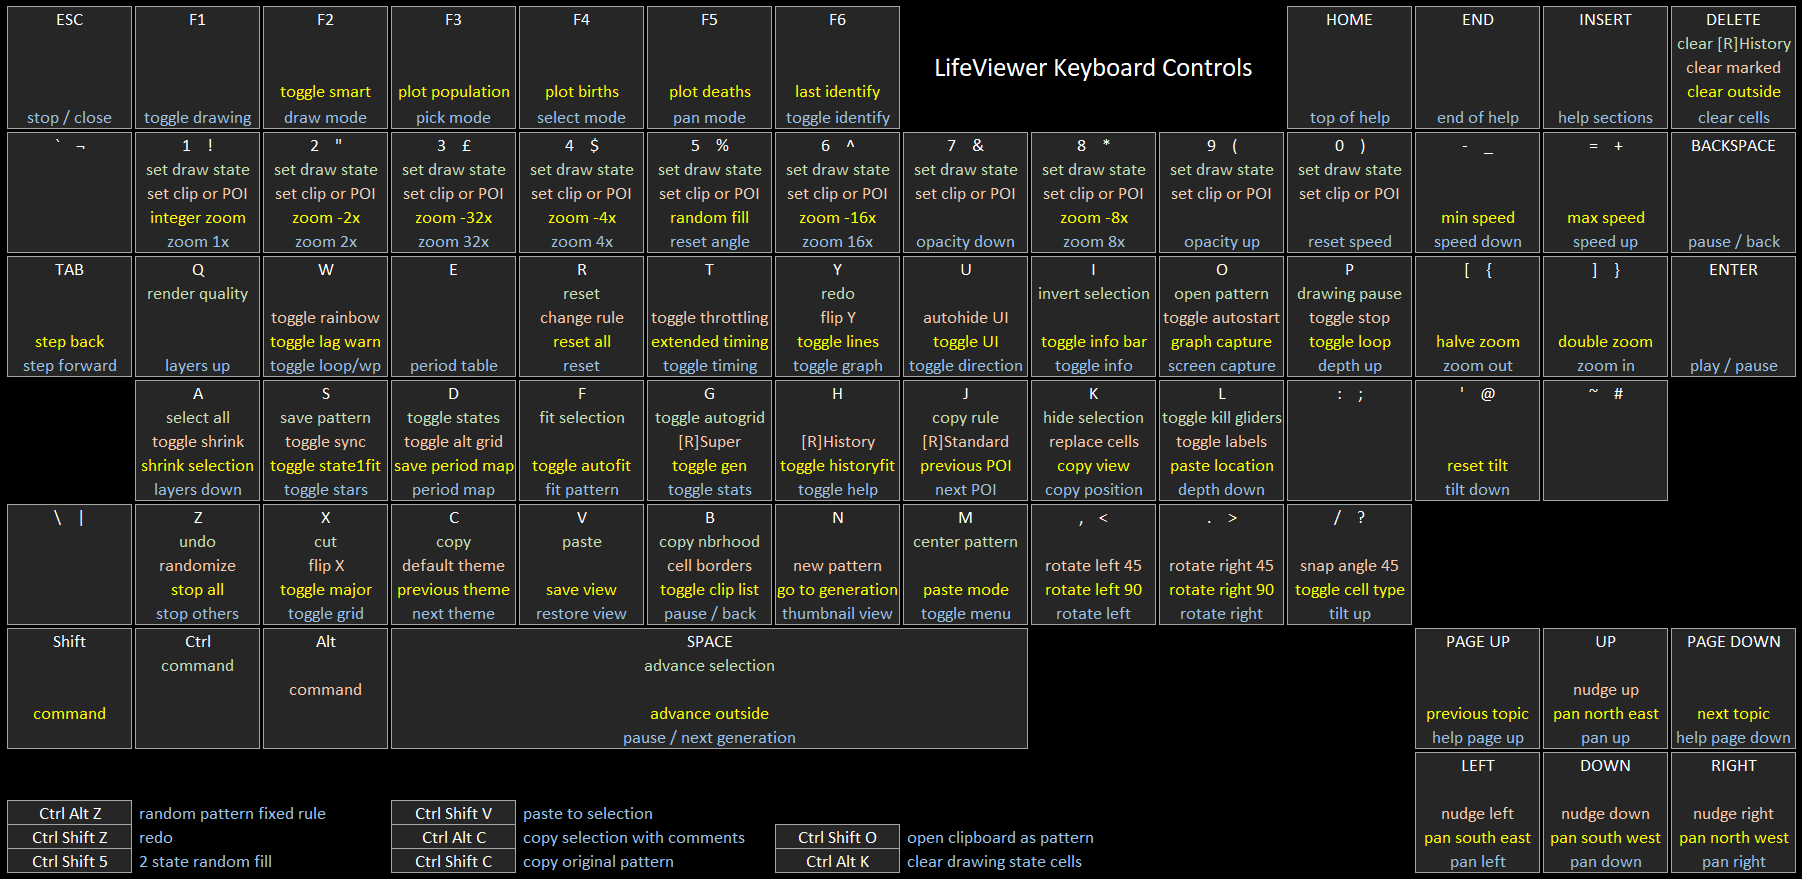 ESC F1 F2 F3 F4 F5 F6 HOME END INSERT DELETE
clear [R]History
LifeViewer Keyboard Controls
clear marked
toggle smart plot population plot births plot deaths last identify clear outside
stop / close toggle drawing draw mode pick mode select mode pan mode toggle identify top of help end of help help sections clear cells
` ¬ 1 ! 2 " 3 £ 4 $ 5 % 6 ^ 7 & 8 * 9 ( 0 ) - _ = + BACKSPACE
set draw state set draw state set draw state set draw state set draw state set draw state set draw state set draw state set draw state set draw state
set clip or POI set clip or POI set clip or POI set clip or POI set clip or POI set clip or POI set clip or POI set clip or POI set clip or POI set clip or POI
integer zoom zoom -2x zoom -32x zoom -4x random fill zoom -16x zoom -8x min speed max speed
zoom 1x zoom 2x zoom 32x zoom 4x reset angle zoom 16x opacity down zoom 8x opacity up reset speed speed down speed up pause / back
TAB Q W E R T Y U I O P [ { ] } ENTER
render quality reset redo invert selection open pattern drawing pause
toggle rainbow change rule toggle throttling flip Y autohide UI toggle autostart toggle stop
step back toggle lag warn reset all extended timing toggle lines toggle UI toggle info bar graph capture toggle loop halve zoom double zoom
step forward layers up toggle loop/wp period table reset toggle timing toggle graph toggle direction toggle info screen capture depth up zoom out zoom in play / pause
A S D F G H J K L : ; ' @ ~ #
select all save pattern toggle states fit selection toggle autogrid copy rule hide selection toggle kill gliders
toggle shrink toggle sync toggle alt grid [R]Super [R]History [R]Standard replace cells toggle labels
shrink selection toggle state1fit save period map toggle autofit toggle gen toggle historyfit previous POI copy view paste location reset tilt
layers down toggle stars period map fit pattern toggle stats toggle help next POI copy position depth down tilt down
\ | Z X C V B N M , < . > / ?
undo cut copy paste copy nbrhood center pattern
randomize flip X default theme cell borders new pattern rotate left 45 rotate right 45 snap angle 45
stop all toggle major previous theme save view toggle clip list go to generation paste mode rotate left 90 rotate right 90 toggle cell type
stop others toggle grid next theme restore view pause / back thumbnail view toggle menu rotate left rotate right tilt up
Shift Ctrl Alt SPACE PAGE UP UP PAGE DOWN
command advance selection
command nudge up
command advance outside previous topic pan north east next topic
pause / next generation help page up pan up help page down
LEFT DOWN RIGHT
Ctrl Alt Z random pattern fixed rule Ctrl Shift V paste to selection nudge left nudge down nudge right
Ctrl Shift Z redo Ctrl Alt C copy selection with comments Ctrl Shift O open clipboard as pattern pan south east pan south west pan north west
Ctrl Shift 5 2 state random fill Ctrl Shift C copy original pattern Ctrl Alt K clear drawing state cells pan left pan down pan right